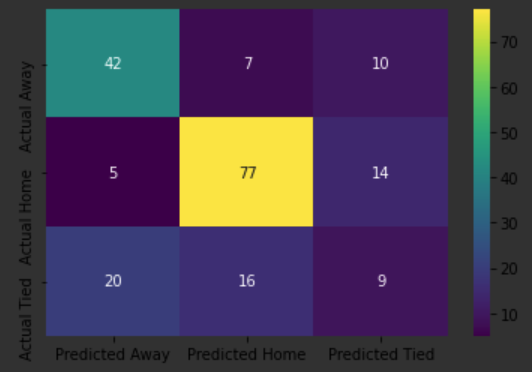 Actual Away
42 7 10
Actual Home
5 77 14
Actual Tied
20 16 9
Predicted Away Predicted Home Predicted Tied
70
60
50
40
30
20
10